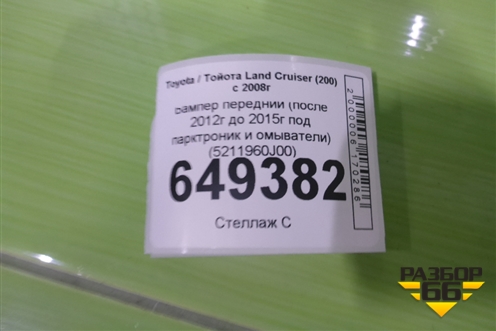 Toyota / Тойота Land Cruiser (200)
с 2008г
Бампер передний (после
2012г до 2015г под
парктроник и омыватели)
(5211960J00)
649382
Стеллаж С
2000006170286
РАЗБОР
66